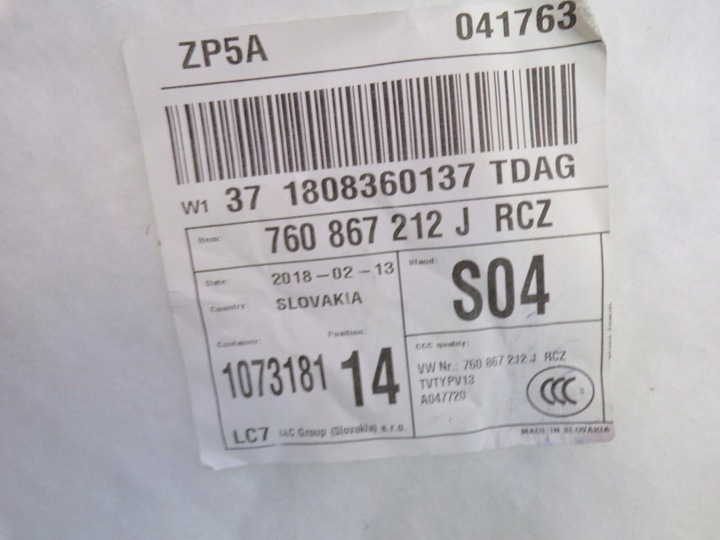 ZP5A 041763
W1 37 1808360137 TDAG
Item: 760 867 212 J RCZ
Date: 2018-02-13
Country: SLOVAKIA
Stand: S04
Container: 1073181
Position: 14
CCC quality:
VW Nr.: 760 867 212 J RCZ
TVTYPV13
A047720
CCC S
LC7 IAC Group (Slovakia) s.r.o.
MADE IN SLOVAKIA